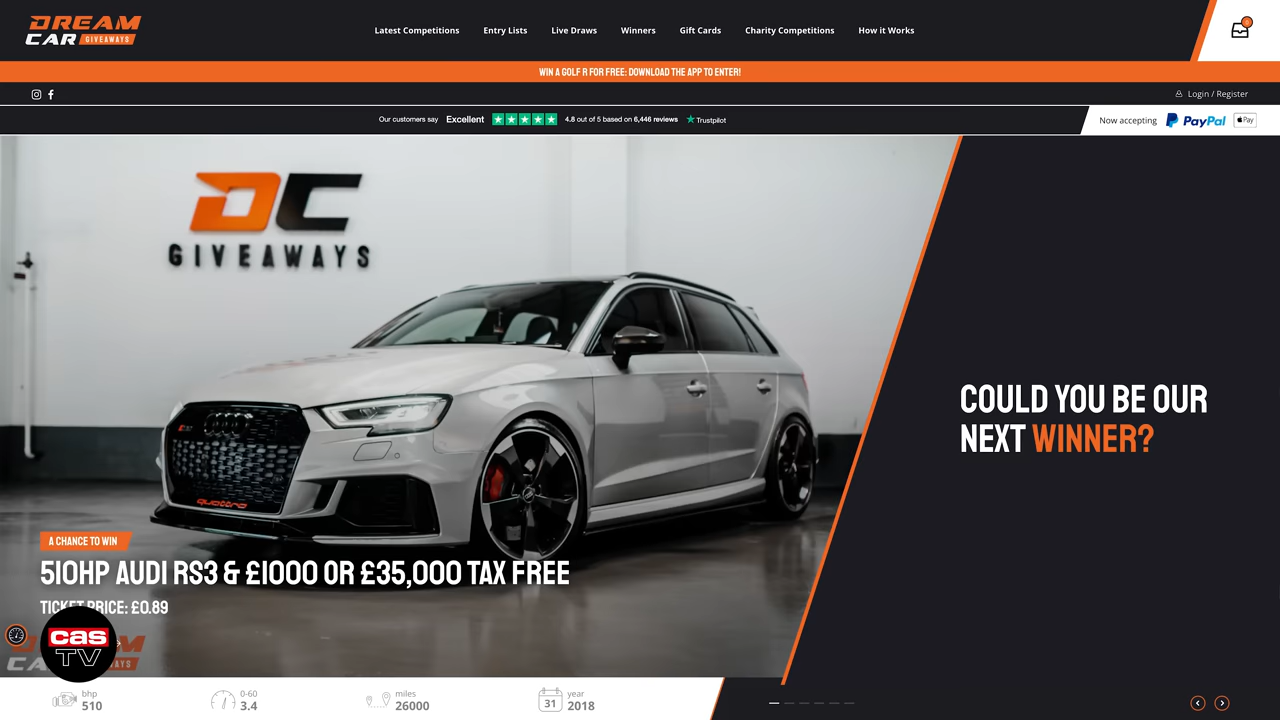 DREAM
CAR GIVEAWAYS
Latest Competitions Entry Lists Live Draws Winners Gift Cards Charity Competitions How it Works
WIN A GOLF R FOR FREE: DOWNLOAD THE APP TO ENTER!
Login / Register
Our customers say Excellent 4.8 out of 5 based on 6,446 reviews Trustpilot
Now accepting PayPal Pay
DC
GIVEAWAYS
COULD YOU BE OUR
NEXT WINNER?
quattro
A CHANCE TO WIN
510HP AUDI RS3 & £1000 OR £35,000 TAX FREE
TICKET PRICE: £0.89
cas
TV
bhp
510
0-60
3.4
miles
26000
31
year
2018